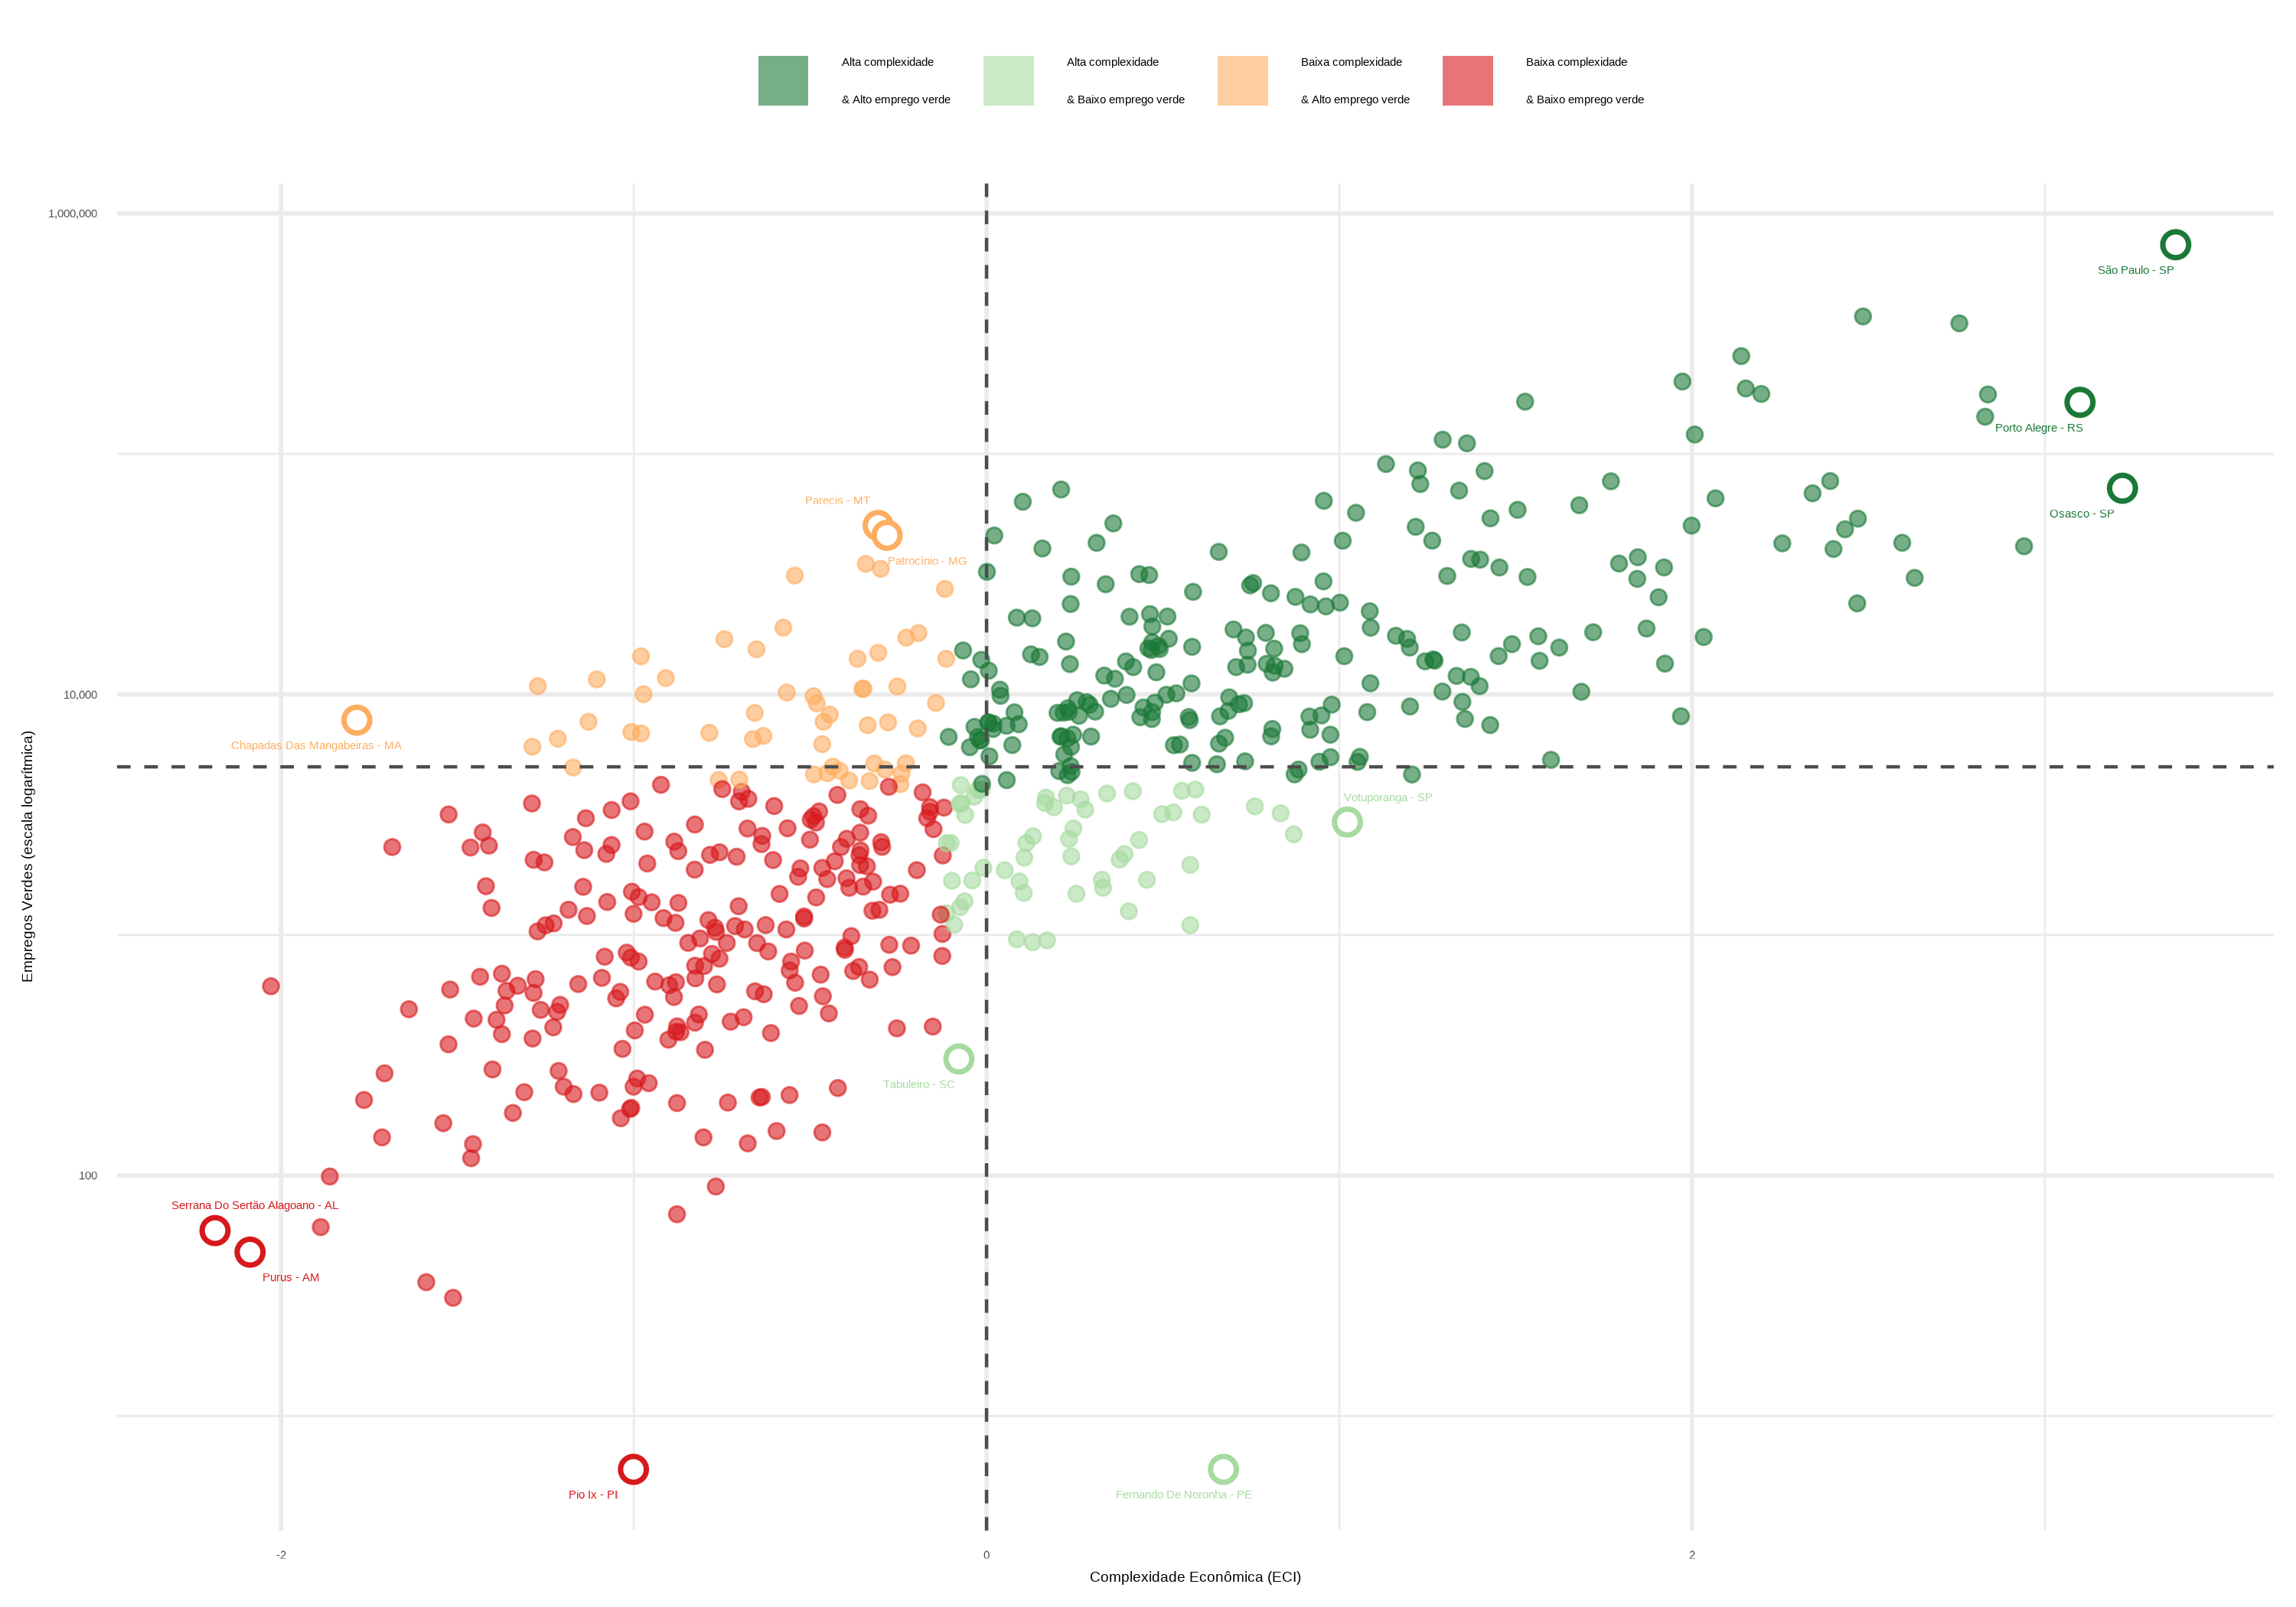 Alta complexidade
& Alto emprego verde
Alta complexidade
& Baixo emprego verde
Baixa complexidade
& Alto emprego verde
Baixa complexidade
& Baixo emprego verde
1,000,000
São Paulo - SP
Porto Alegre - RS
Parecis - MT
Osasco - SP
Patrocínio - MG
10,000
Chapadas Das Mangabeiras - MA
Votuporanga - SP
Empregos Verdes (escala logarítmica)
Tabuleiro - SC
100
Serrana Do Sertão Alagoano - AL
Purus - AM
Pio Ix - PI
Fernando De Noronha - PE
-2
0
2
Complexidade Econômica (ECI)